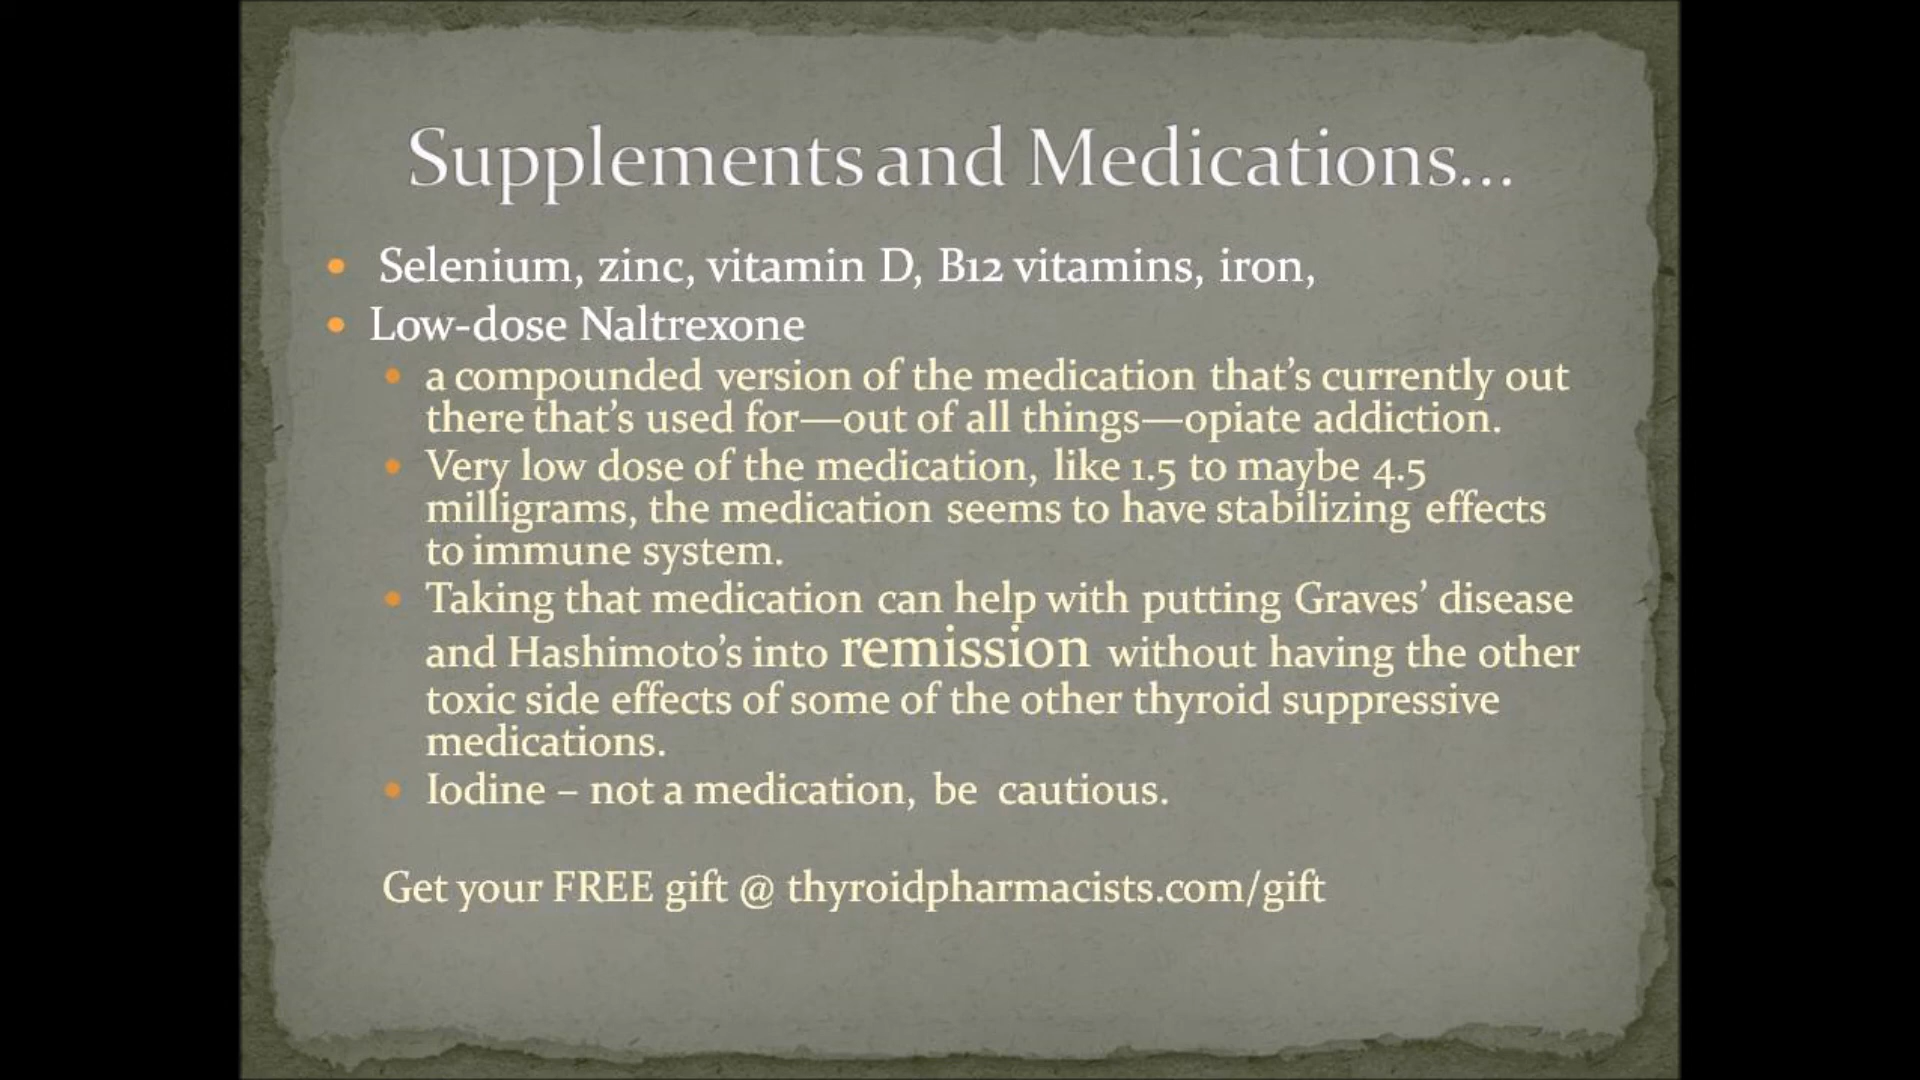 Supplements and Medications...
Selenium, zinc, vitamin D, B12 vitamins, iron,
Low-dose Naltrexone
a compounded version of the medication that's currently out
there that's used for—out of all things—opiate addiction.
Very low dose of the medication, like 1.5 to maybe 4.5
milligrams, the medication seems to have stabilizing effects
to immune system.
Taking that medication can help with putting Graves' disease
and Hashimoto's into remission without having the other
toxic side effects of some of the other thyroid suppressive
medications.
Iodine – not a medication, be cautious.
Get your FREE gift @ thyroidpharmacists.com/gift